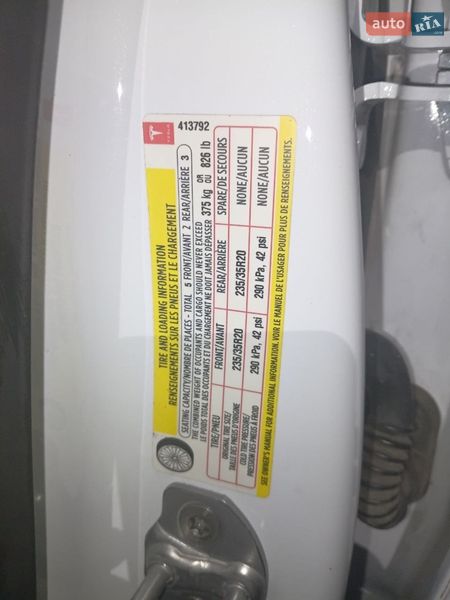 auto RIA.com
TESLA
413792
TIRE AND LOADING INFORMATION
RENSEIGNEMENTS SUR LES PNEUS ET LE CHARGEMENT
SEATING CAPACITY/NOMBRE DE PLACES - TOTAL 5 FRONT/AVANT 2 REAR/ARRIÈRE 3
THE COMBINED WEIGHT OF OCCUPANTS AND CARGO SHOULD NEVER EXCEED
LE POIDS TOTAL DES OCCUPANTS ET DU CHARGEMENT NE DOIT JAMAIS DÉPASSER 375 kg OR OU 826 lb
TIRE/PNEU FRONT/AVANT REAR/ARRIÈRE SPARE/DE SECOURS
ORIGINAL TIRE SIZE/
TAILLE DES PNEUS D'ORIGINE 235/35R20 235/35R20 NONE/AUCUN
COLD TIRE PRESSURE/
PRESSION DES PNEUS À FROID 290 kPa, 42 psi 290 kPa, 42 psi NONE/AUCUN
SEE OWNER'S MANUAL FOR ADDITIONAL INFORMATION. VOIR LE MANUEL DE L'USAGER POUR PLUS DE RENSEIGNEMENTS.